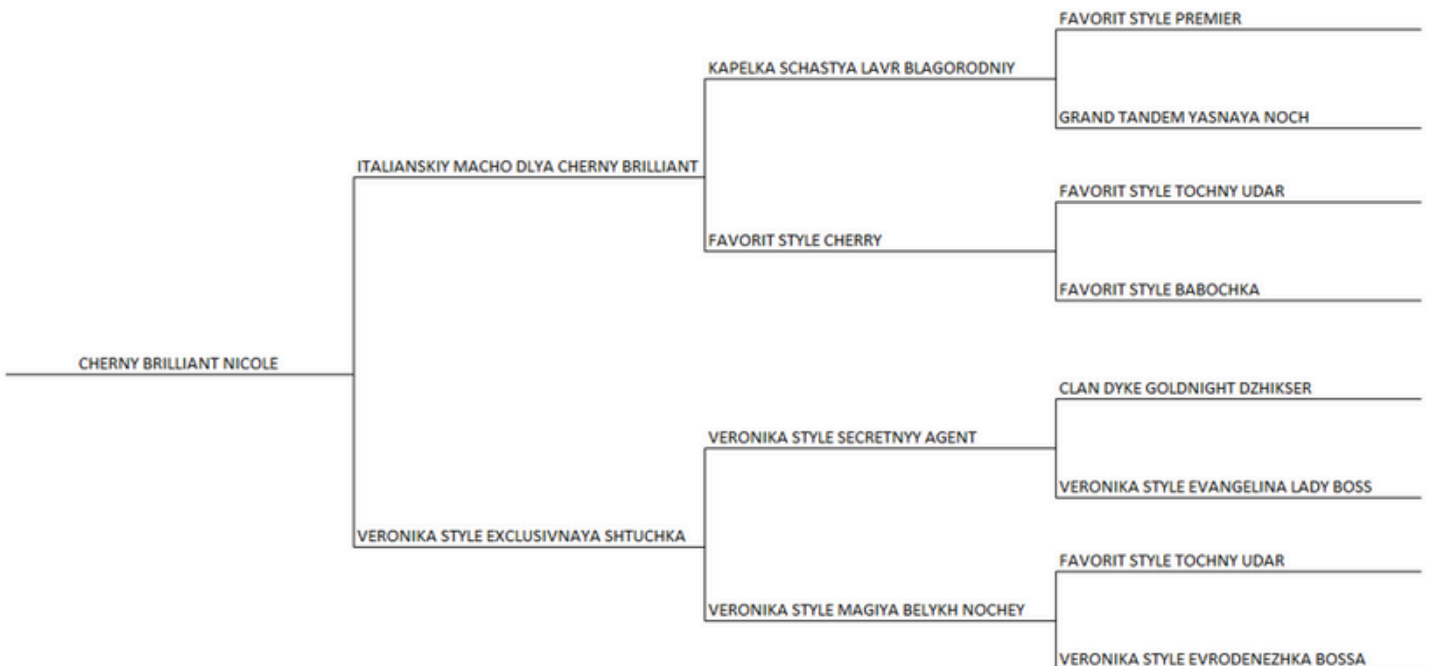 FAVORIT STYLE PREMIER
KAPELKA SCHASTYA LAVR BLAGORODNIY
GRAND TANDEM YASNAYA NOCH
ITALIANSKIY MACHO DLYA CHERNY BRILLIANT
FAVORIT STYLE TOCHNY UDAR
FAVORIT STYLE CHERRY
FAVORIT STYLE BABOCHKA
CHERNY BRILLIANT NICOLE
CLAN DYKE GOLDNIGHT DZHIKSER
VERONIKA STYLE SECRETNYY AGENT
VERONIKA STYLE EVANGELINA LADY BOSS
VERONIKA STYLE EXCLUSIVNAYA SHTUCHKA
FAVORIT STYLE TOCHNY UDAR
VERONIKA STYLE MAGIYA BELYKH NOCHEY
VERONIKA STYLE EVRODENEZHKA BOSSA